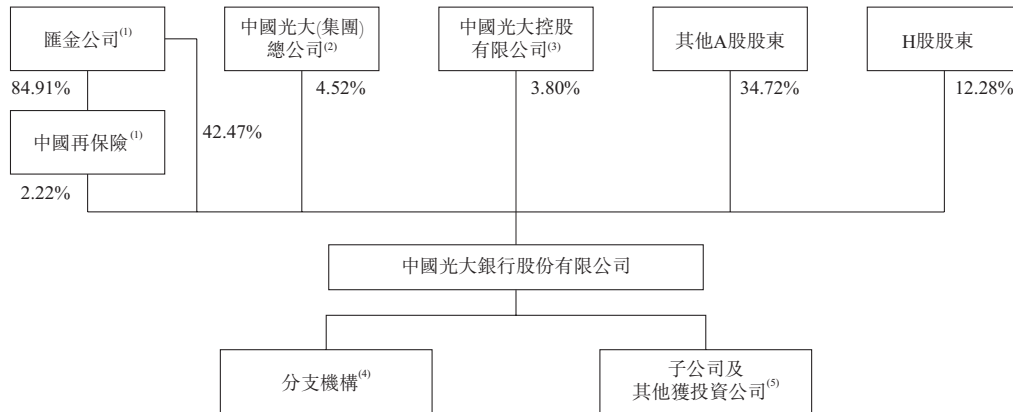 匯金公司(1)
中國光大(集團)
總公司(2)
中國光大控股
有限公司(3)
其他A股股東
H股股東
84.91%
4.52%
3.80%
34.72%
12.28%
中國再保險(1)
42.47%
2.22%
中國光大銀行股份有限公司
分支機構(4)
子公司及
其他獲投資公司(5)